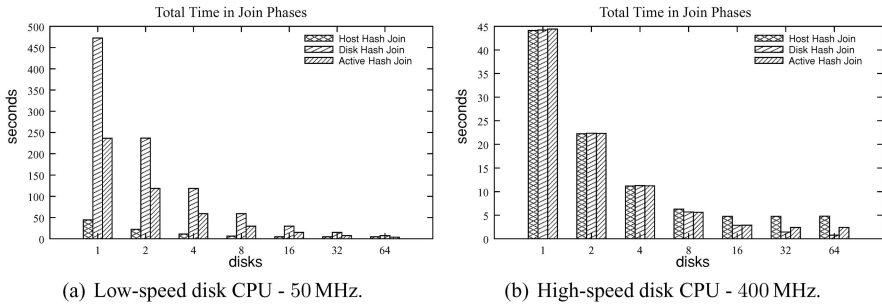 Total Time in Join Phases
500
450
400
350
300
250
200
150
100
50
0
seconds
Host Hash Join
Disk Hash Join
Active Hash Join
1 2 4 8 16 32 64
disks
(a) Low-speed disk CPU - 50 MHz.
Total Time in Join Phases
45
40
35
30
25
20
15
10
5
0
seconds
Host Hash Join
Disk Hash Join
Active Hash Join
1 2 4 8 16 32 64
disks
(b) High-speed disk CPU - 400 MHz.